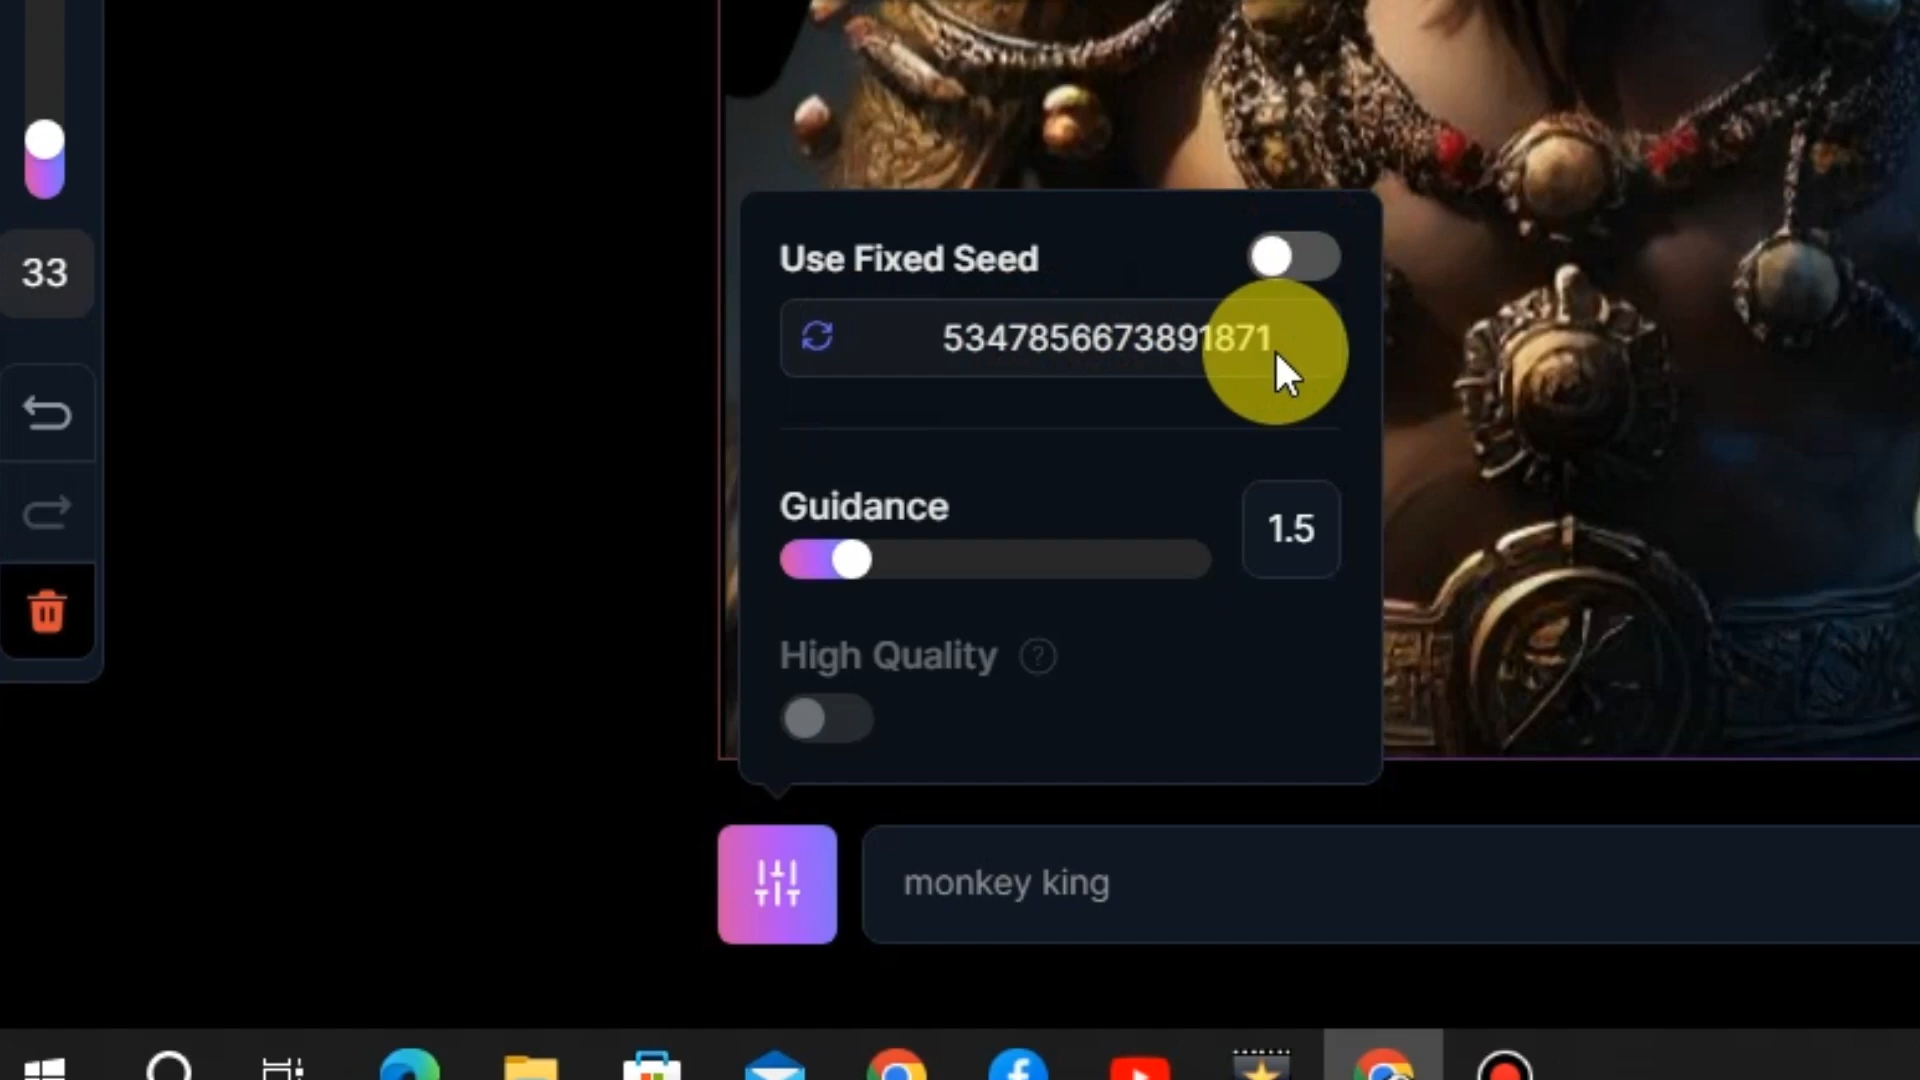 33
Use Fixed Seed
5347856673891871
Guidance
1.5
High Quality ?
monkey king